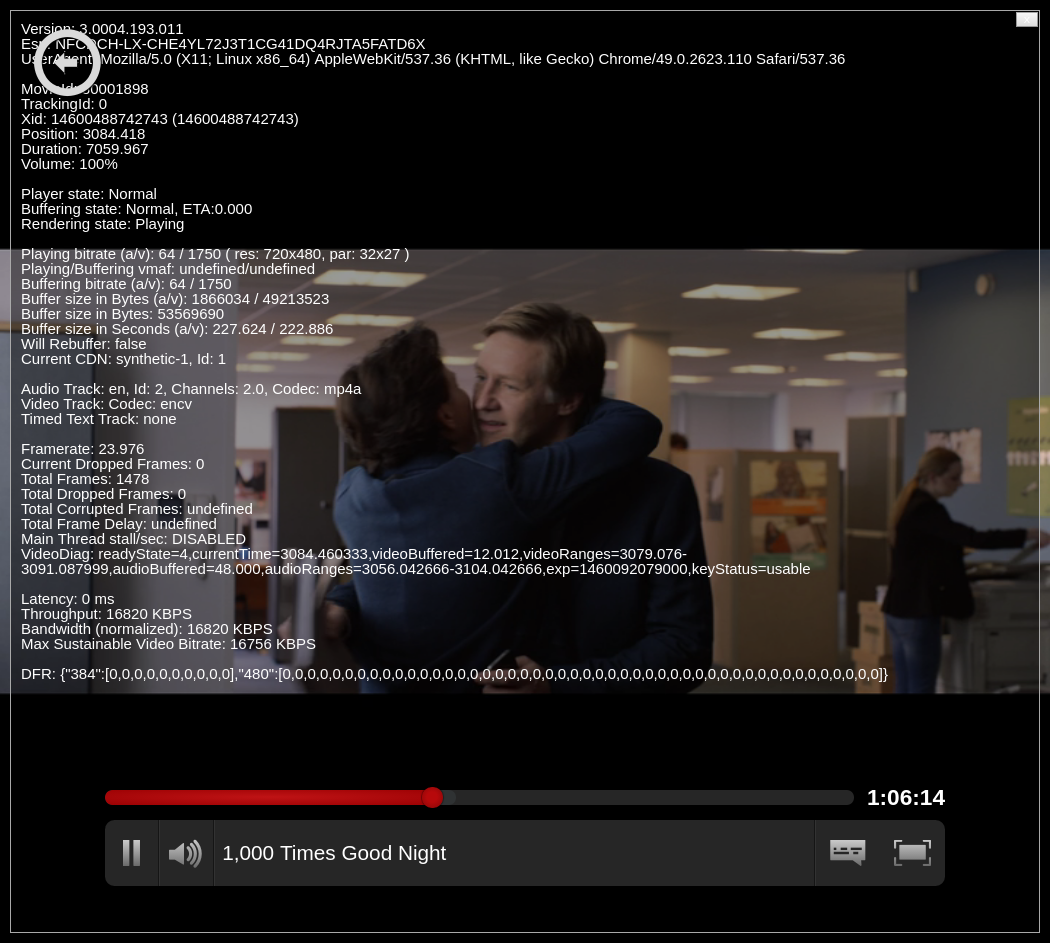 Version: 3.0004.193.011
Esn: NFCDCH-LX-CHE4YL72J3T1CG41DQ4RJTA5FATD6X
UserAgent: Mozilla/5.0 (X11; Linux x86_64) AppleWebKit/537.36 (KHTML, like Gecko) Chrome/49.0.2623.110 Safari/537.36
MovieId: 80001898
TrackingId: 0
Xid: 14600488742743 (14600488742743)
Position: 3084.418
Duration: 7059.967
Volume: 100%
Player state: Normal
Buffering state: Normal, ETA:0.000
Rendering state: Playing
Playing bitrate (a/v): 64 / 1750 ( res: 720x480, par: 32x27 )
Playing/Buffering vmaf: undefined/undefined
Buffering bitrate (a/v): 64 / 1750
Buffer size in Bytes (a/v): 1866034 / 49213523
Buffer size in Bytes: 53569690
Buffer size in Seconds (a/v): 227.624 / 222.886
Will Rebuffer: false
Current CDN: synthetic-1, Id: 1
Audio Track: en, Id: 2, Channels: 2.0, Codec: mp4a
Video Track: Codec: encv
Timed Text Track: none
Framerate: 23.976
Current Dropped Frames: 0
Total Frames: 1478
Total Dropped Frames: 0
Total Corrupted Frames: undefined
Total Frame Delay: undefined
Main Thread stall/sec: DISABLED
VideoDiag: readyState=4,currentTime=3084.460333,videoBuffered=12.012,videoRanges=3079.076-
3091.087999,audioBuffered=48.000,audioRanges=3056.042666-3104.042666,exp=1460092079000,keyStatus=usable
Latency: 0 ms
Throughput: 16820 KBPS
Bandwidth (normalized): 16820 KBPS
Max Sustainable Video Bitrate: 16756 KBPS
DFR: {"384":[0,0,0,0,0,0,0,0,0,0],"480":[0,0,0,0,0,0,0,0,0,0,0,0,0,0,0,0,0,0,0,0,0,0,0,0,0,0,0,0,0,0,0,0,0,0,0,0,0,0,0,0,0,0,0,0,0,0,0,0]}
1:06:14
1,000 Times Good Night